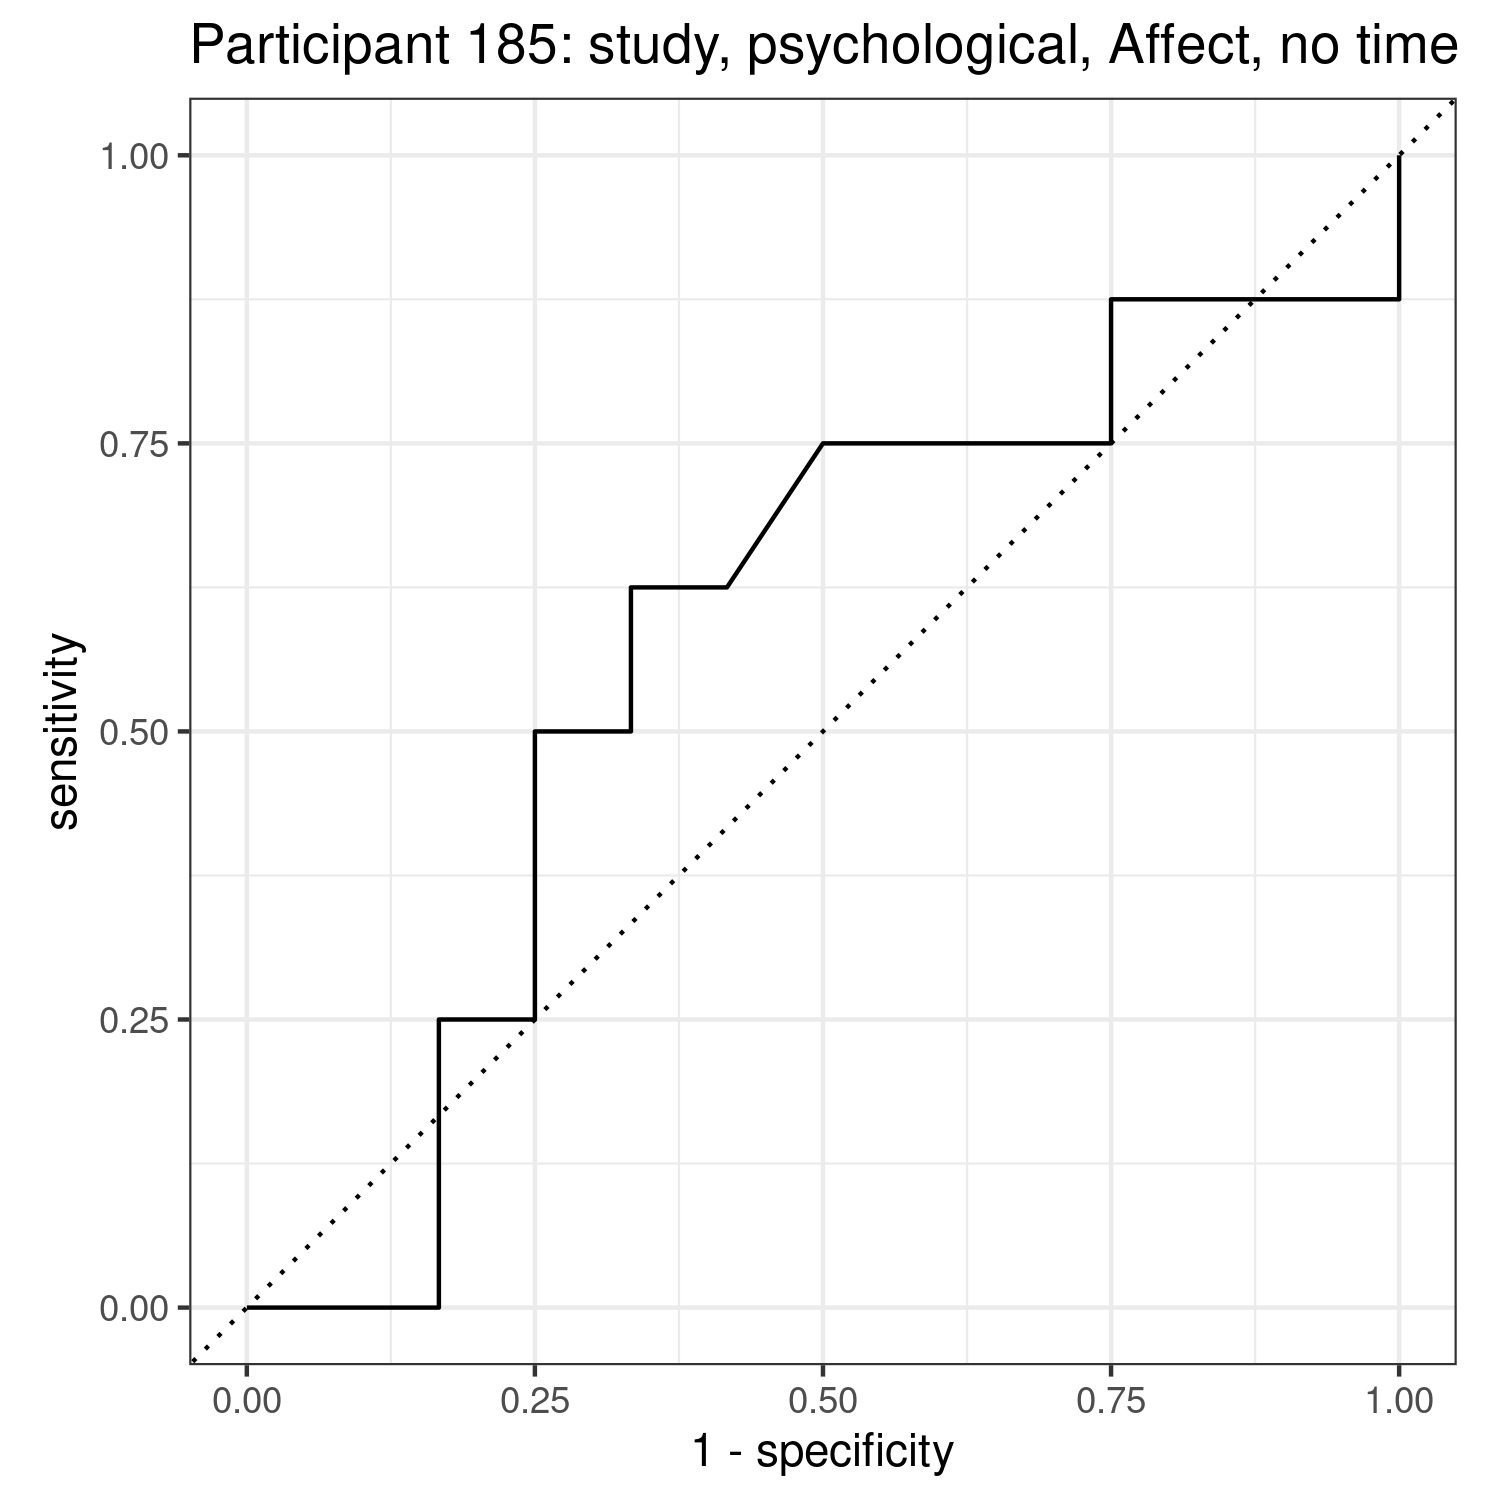 Participant 185: study, psychological, Affect, no time
1.00
0.75
0.50
0.25
0.00
sensitivity
0.00 0.25 0.50 0.75 1.00
1 - specificity